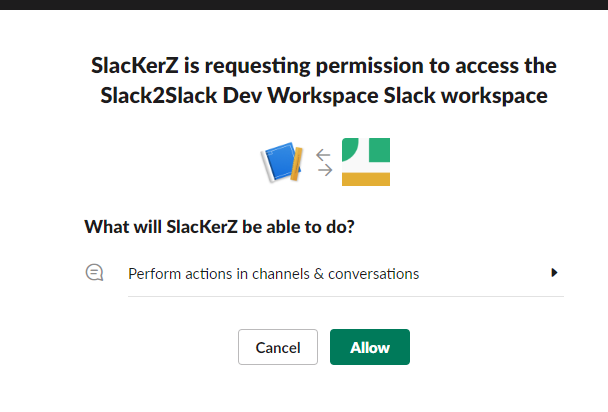 SlacKerZ is requesting permission to access the
Slack2Slack Dev Workspace Slack workspace
What will SlacKerZ be able to do?
Perform actions in channels & conversations
Cancel
Allow